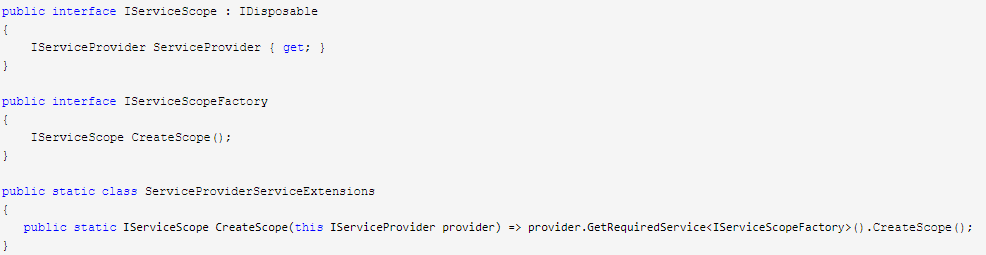 public interface IServiceScope : IDisposable
{
    IServiceProvider ServiceProvider { get; }
}

public interface IServiceScopeFactory
{
    IServiceScope CreateScope();
}

public static class ServiceProviderServiceExtensions
{
   public static IServiceScope CreateScope(this IServiceProvider provider) => provider.GetRequiredService<IServiceScopeFactory>().CreateScope();
}